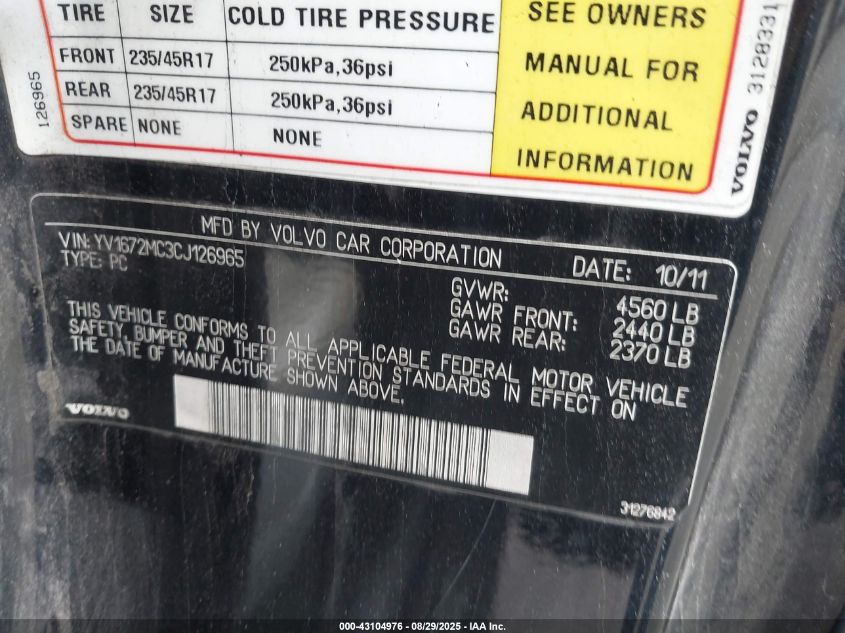 TIRE SIZE COLD TIRE PRESSURE
FRONT 235/45R17 250kPa,36psi
REAR 235/45R17 250kPa,36psi
SPARE NONE NONE
SEE OWNERS
MANUAL FOR
ADDITIONAL
INFORMATION
126965
VOLVO 31283331
MFD BY VOLVO CAR CORPORATION DATE: 10/11
VIN: YV1672MC3CJ126965
TYPE: PC
GVWR: 4560 LB
GAWR FRONT: 2440 LB
GAWR REAR: 2370 LB
THIS VEHICLE CONFORMS TO ALL APPLICABLE FEDERAL MOTOR VEHICLE
SAFETY, BUMPER AND THEFT PREVENTION STANDARDS IN EFFECT ON
THE DATE OF MANUFACTURE SHOWN ABOVE.
VOLVO
31276842
000-43104976 - 08/29/2025 - IAA Inc.